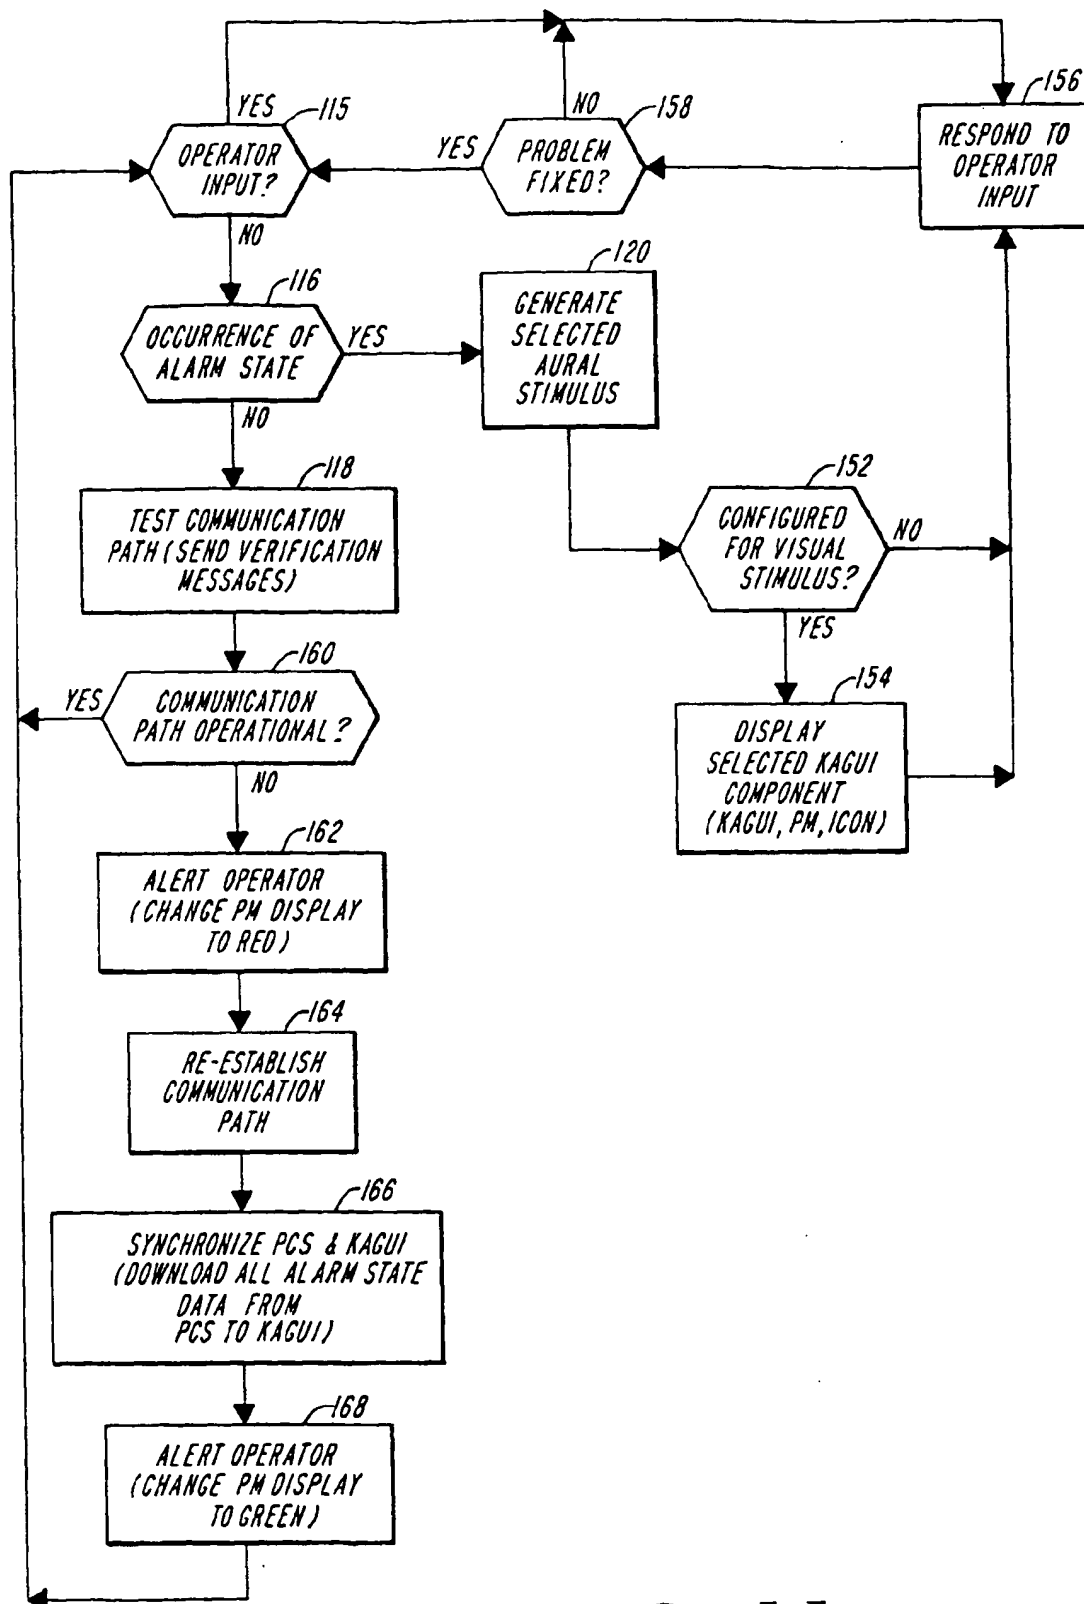 YES
115
OPERATOR
INPUT?
NO
YES
NO
158
PROBLEM
FIXED?
156
RESPOND TO
OPERATOR
INPUT
116
OCCURRENCE OF
ALARM STATE
YES
NO
120
GENERATE
SELECTED
AURAL
STIMULUS
118
TEST COMMUNICATION
PATH (SEND VERIFICATION
MESSAGES)
152
CONFIGURED
FOR VISUAL
STIMULUS?
NO
YES
160
YES
COMMUNICATION
PATH OPERATIONAL?
NO
154
DISPLAY
SELECTED KAGUI
COMPONENT
(KAGUI, PM, ICON)
162
ALERT OPERATOR
(CHANGE PM DISPLAY
TO RED)
164
RE-ESTABLISH
COMMUNICATION
PATH
166
SYNCHRONIZE PCS & KAGUI
(DOWNLOAD ALL ALARM STATE
DATA FROM
PCS TO KAGUI)
168
ALERT OPERATOR
(CHANGE PM DISPLAY
TO GREEN)